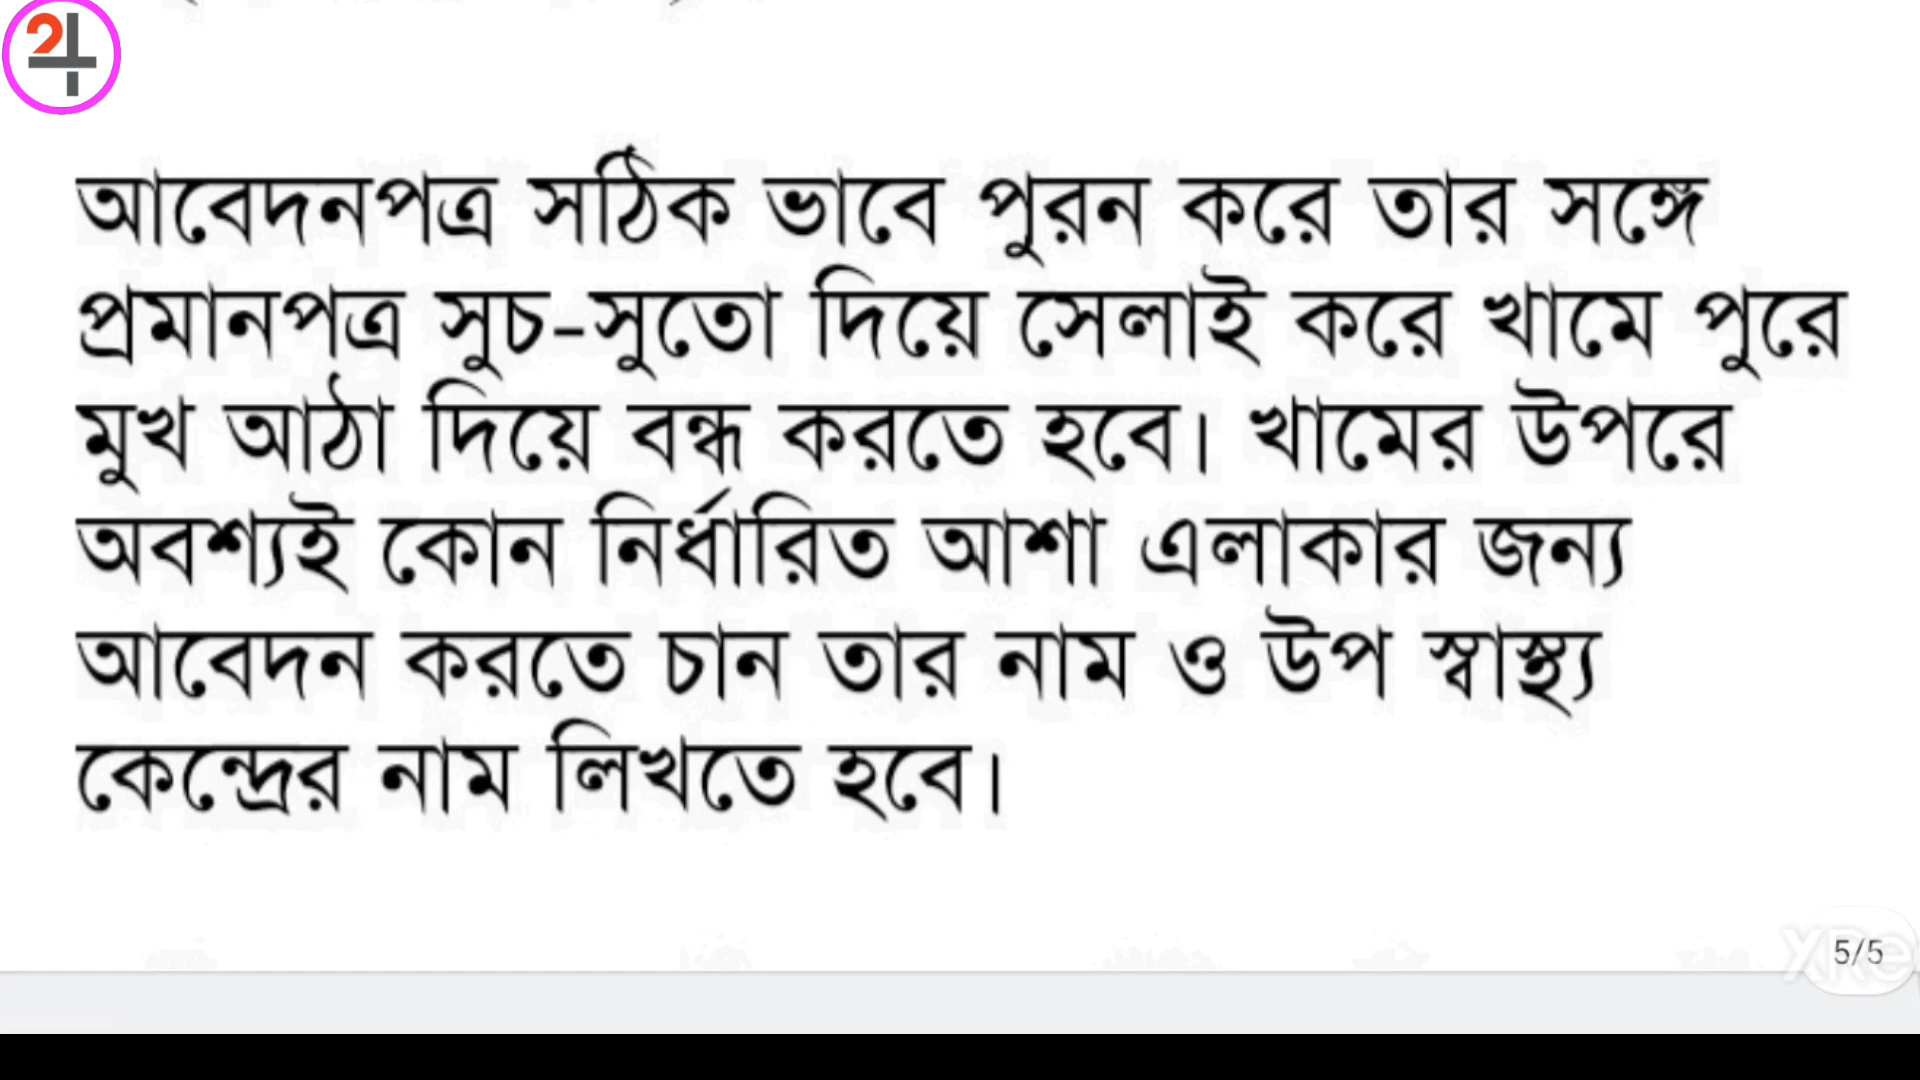 আবেদনপত্র সঠিক ভাবে পুরন করে তার সঙ্গে
প্রমানপত্র সুচ-সুতো দিয়ে সেলাই করে খামে পুরে
মুখ আঠা দিয়ে বন্ধ করতে হবে। খামের উপরে
অবশ্যই কোন নির্ধারিত আশা এলাকার জন্য
আবেদন করতে চান তার নাম ও উপ স্বাস্থ্য
কেন্দ্রের নাম লিখতে হবে।
5/5